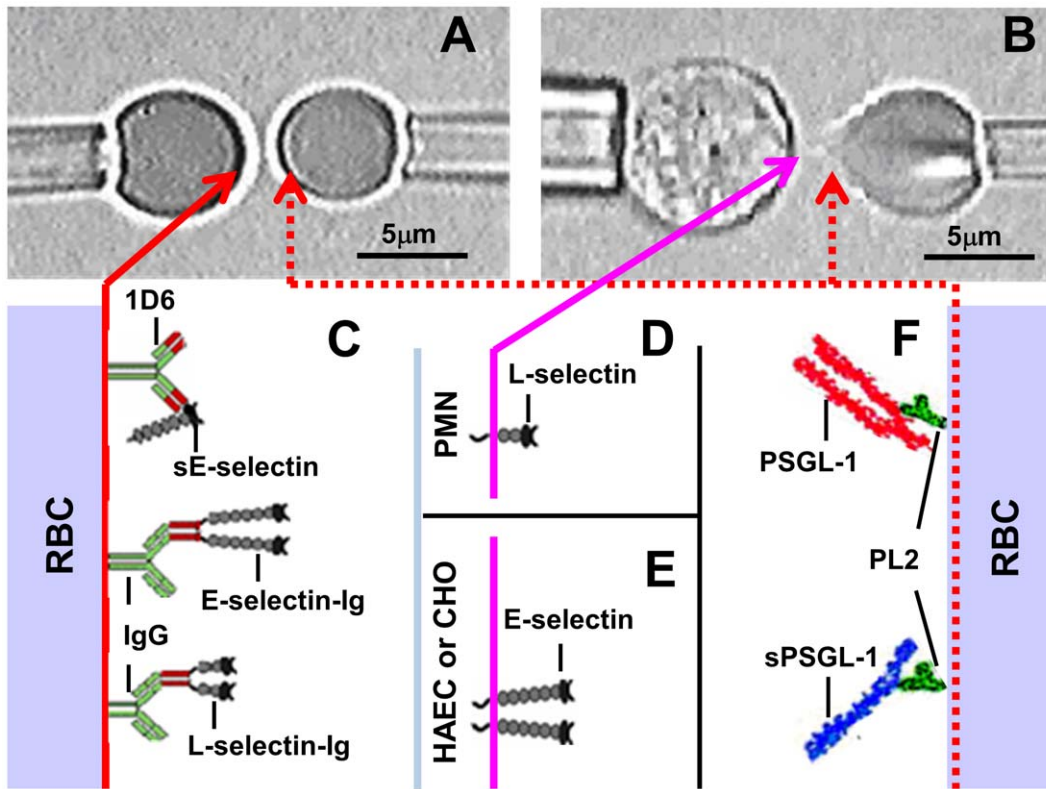 A
B
5μm
5μm
1D6
C
D
F
L-selectin
PMN
PSGL-1
sE-selectin
RBC
RBC
E
PL2
E-selectin-Ig
HAEC or CHO
E-selectin
IgG
sPSGL-1
L-selectin-Ig